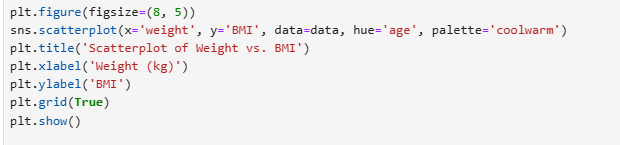 plt.figure(figsize=(8, 5))
sns.scatterplot(x='weight', y='BMI', data=data, hue='age', palette='coolwarm')
plt.title('Scatterplot of Weight vs. BMI')
plt.xlabel('Weight (kg)')
plt.ylabel('BMI')
plt.grid(True)
plt.show()